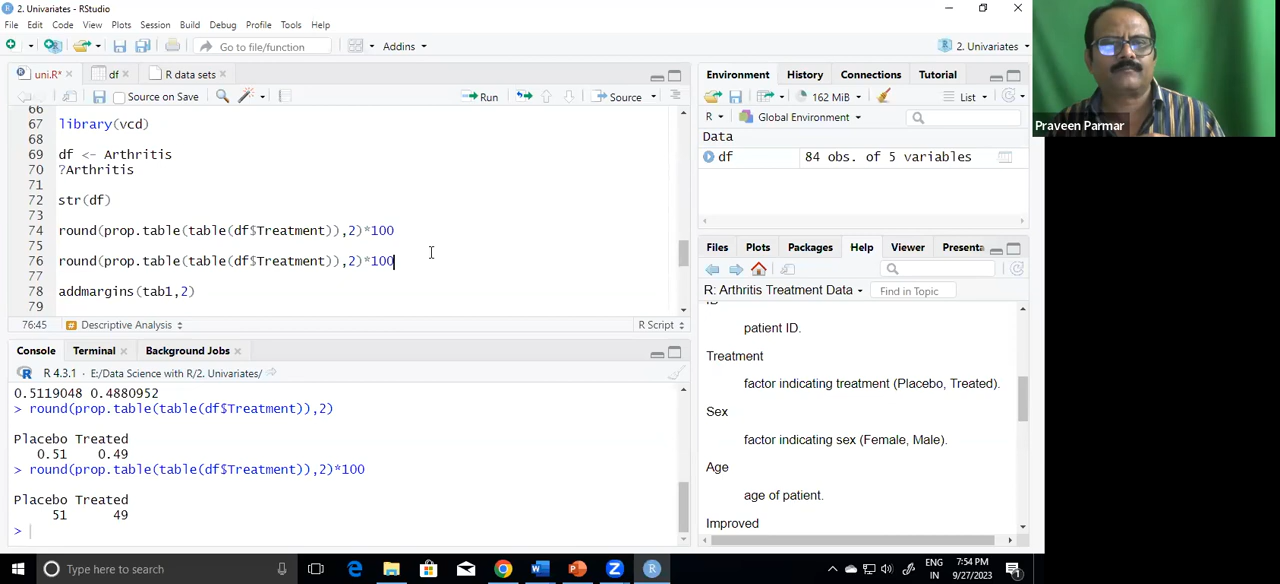 2. Univariates - RStudio
File Edit Code View Plots Session Build Debug Profile Tools Help
Go to file/function Addins 2. Univariates
uni.R* df R data sets
Source on Save Run Source
66
67 library(vcd)
68
69 df <- Arthritis
70 ?Arthritis
71
72 str(df)
73
74 round(prop.table(table(df$Treatment)),2)*100
75
76 round(prop.table(table(df$Treatment)),2)*100
77
78 addmargins(tab1,2)
79
76:45 Descriptive Analysis R Script
Console Terminal Background Jobs
R 4.3.1 · E:/Data Science with R/2. Univariates/
0.5119048 0.4880952
> round(prop.table(table(df$Treatment)),2)
Placebo Treated
0.51 0.49
> round(prop.table(table(df$Treatment)),2)*100
Placebo Treated
51 49
>
Environment History Connections Tutorial
162 MiB List
R Global Environment
Data
df 84 obs. of 5 variables
Files Plots Packages Help Viewer Presenta
R: Arthritis Treatment Data Find in Topic
ID
patient ID.
Treatment
factor indicating treatment (Placebo, Treated).
Sex
factor indicating sex (Female, Male).
Age
age of patient.
Improved
Praveen Parmar
Type here to search
ENG
IN
7:54 PM
9/27/2023
1